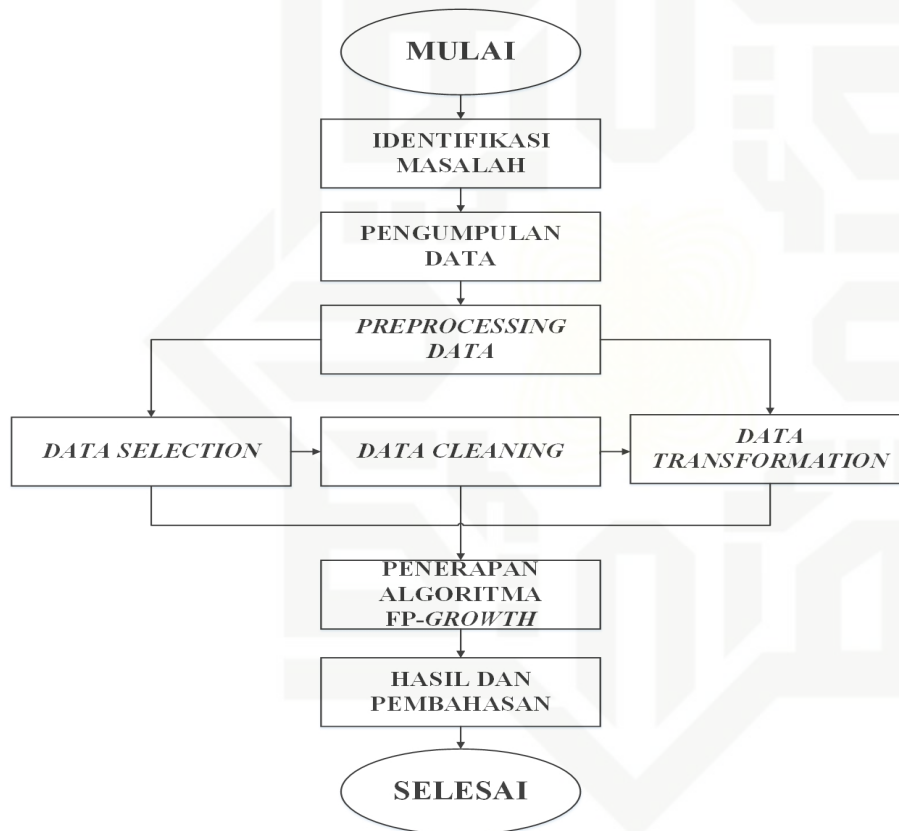 MULAI
IDENTIFIKASI
MASALAH
PENGUMPULAN
DATA
PREPROCESSING
DATA
DATA SELECTION
DATA CLEANING
DATA
TRANSFORMATION
PENERAPAN
ALGORITMA
FP-GROWTH
HASIL DAN
PEMBAHASAN
SELESAI